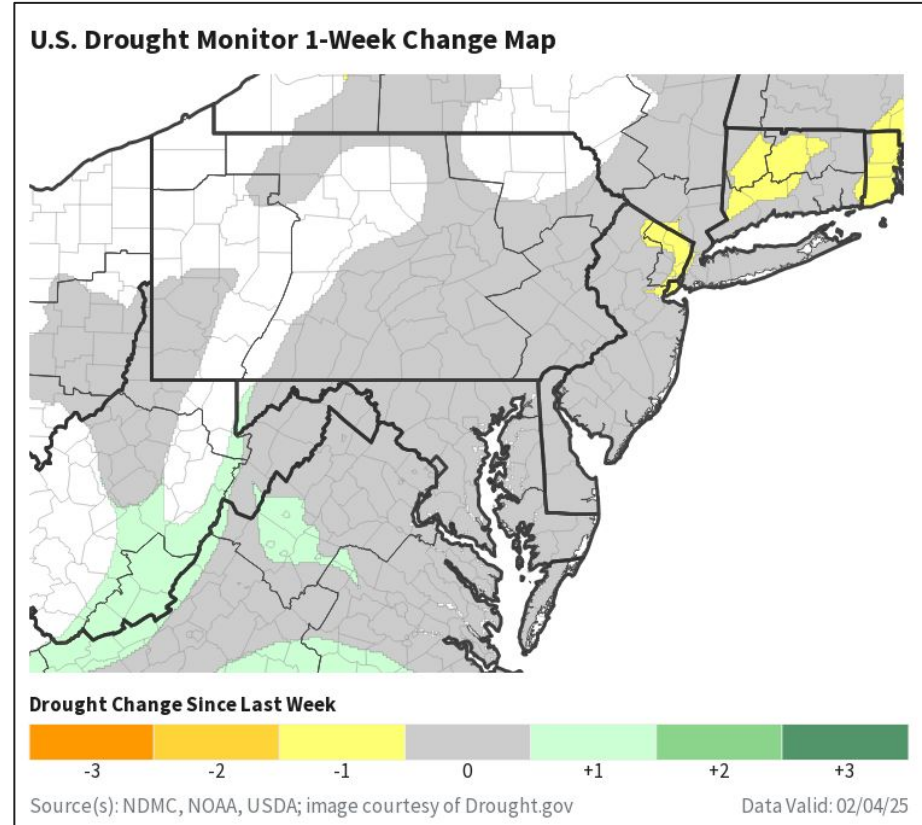 U.S. Drought Monitor 1-Week Change Map
Drought Change Since Last Week
-3 -2 -1 0 +1 +2 +3
Source(s): NDMC, NOAA, USDA; image courtesy of Drought.gov Data Valid: 02/04/25